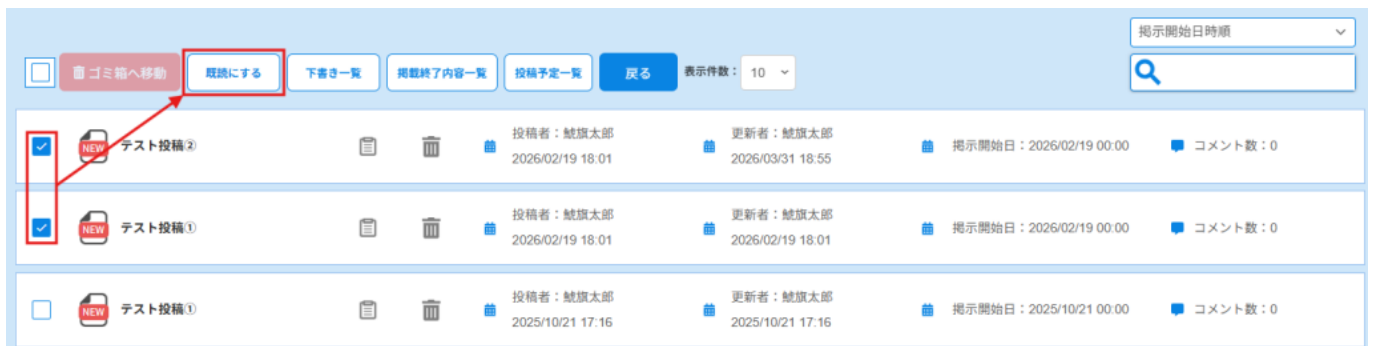 掲示開始日時順
ゴミ箱へ移動 既読にする 下書き一覧 掲載終了内容一覧 投稿予定一覧 戻る 表示件数： 10
NEW テスト投稿② 投稿者：鯱旗太郎 更新者：鯱旗太郎 掲示開始日：2026/02/19 00:00 コメント数：0
2026/02/19 18:01 2026/03/31 18:55
NEW テスト投稿① 投稿者：鯱旗太郎 更新者：鯱旗太郎 掲示開始日：2026/02/19 00:00 コメント数：0
2026/02/19 18:01 2026/02/19 18:01
NEW テスト投稿① 投稿者：鯱旗太郎 更新者：鯱旗太郎 掲示開始日：2025/10/21 00:00 コメント数：0
2025/10/21 17:16 2025/10/21 17:16